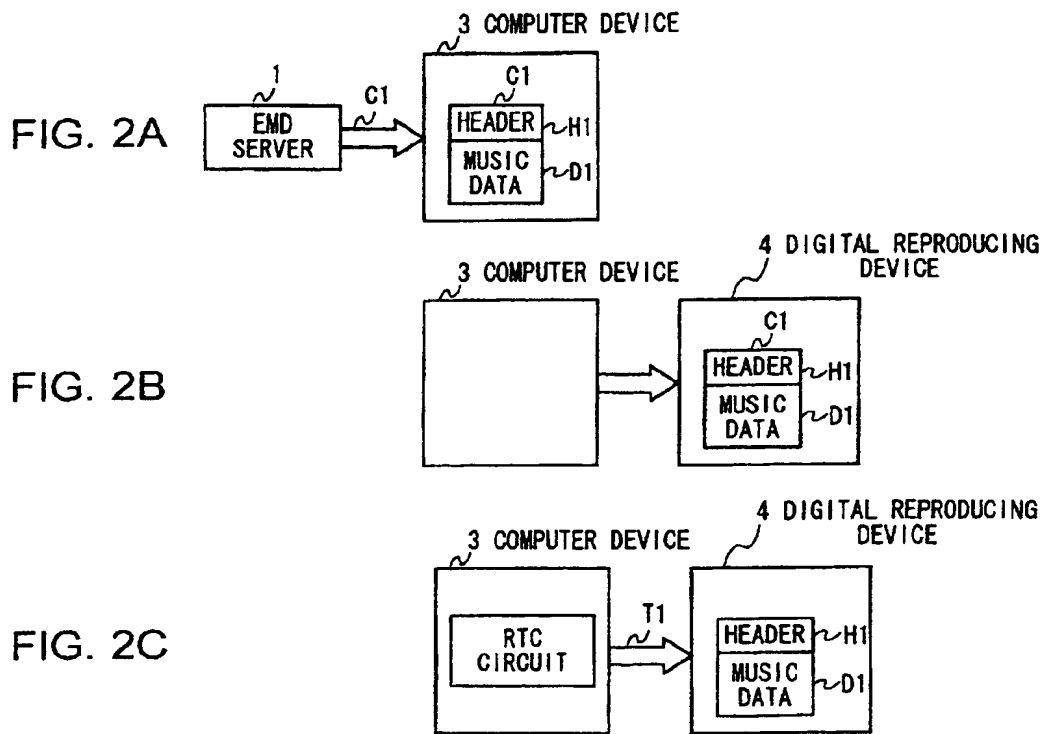 3 COMPUTER DEVICE
1
C1
C1
FIG. 2A
EMD
SERVER
HEADER
H1
MUSIC
DATA
D1
4 DIGITAL REPRODUCING
DEVICE
3 COMPUTER DEVICE
C1
FIG. 2B
HEADER
H1
MUSIC
DATA
D1
4 DIGITAL REPRODUCING
DEVICE
3 COMPUTER DEVICE
T1
FIG. 2C
RTC
CIRCUIT
HEADER
H1
MUSIC
DATA
D1